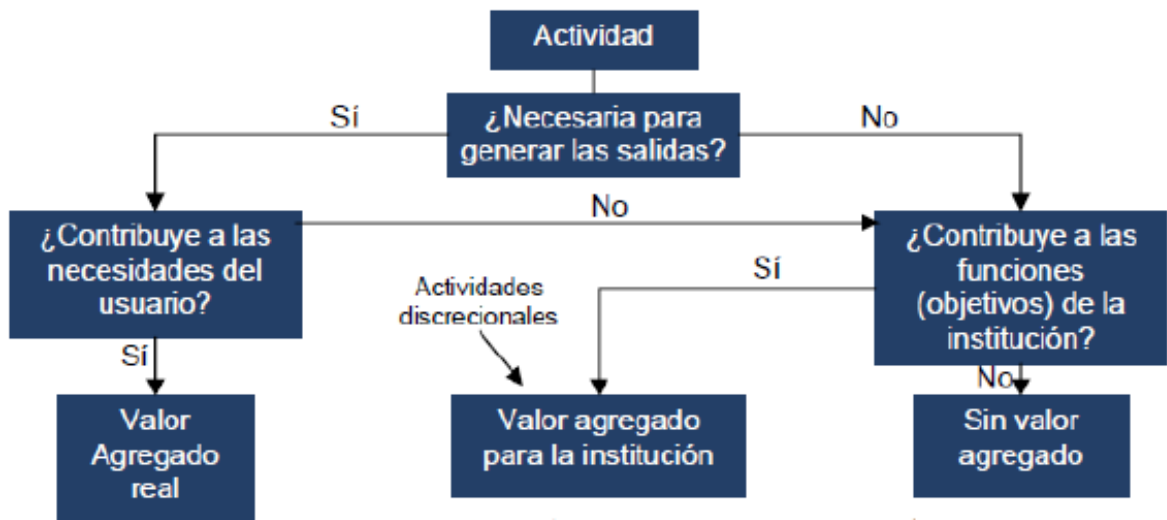 Actividad
Sí
¿Necesaria para
generar las salidas?
No
¿Contribuye a las
necesidades del
usuario?
No
¿Contribuye a las
funciones
(objetivos) de la
institución?
Sí
Actividades
discrecionales
Sí
No
Valor
Agregado
real
Valor agregado
para la institución
Sin valor
agregado